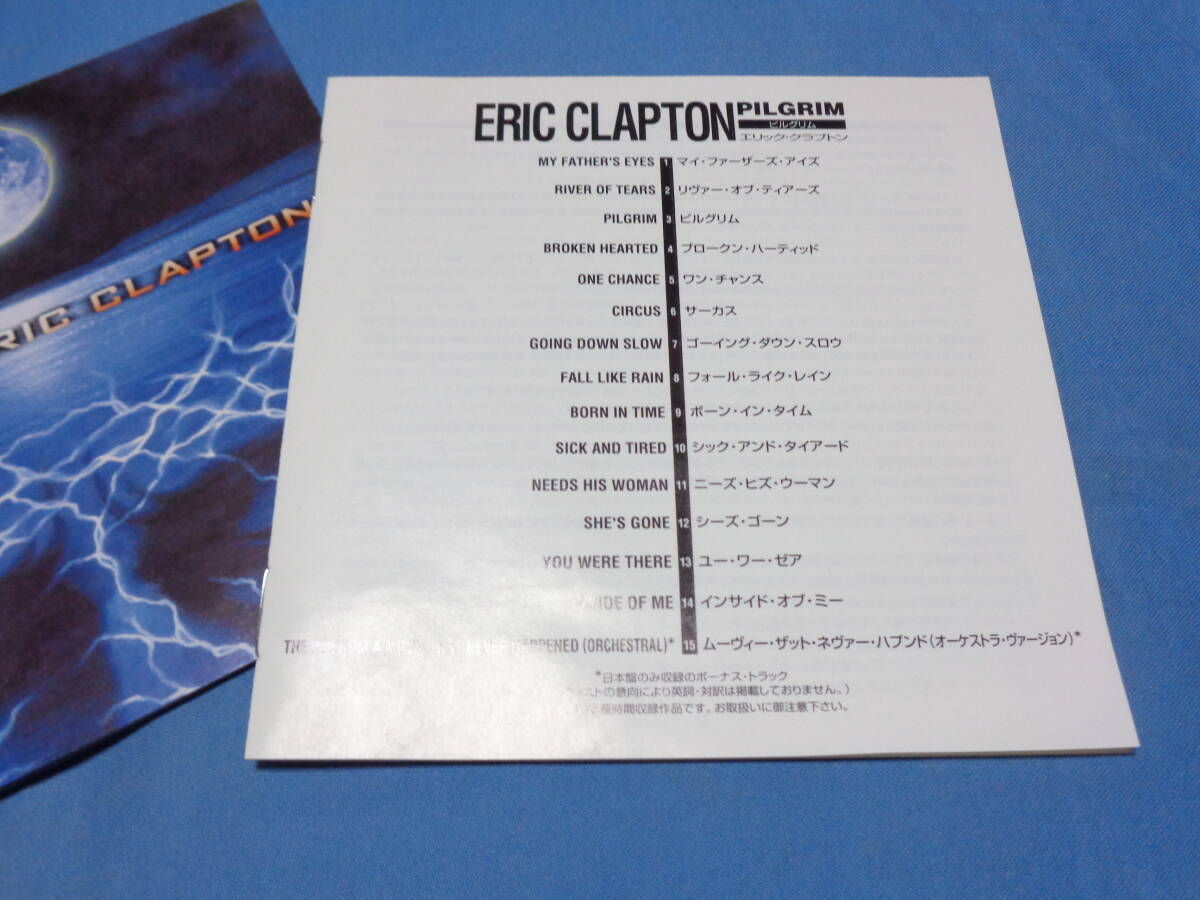 RIC CLAPTON
ERIC CLAPTON PILGRIM
ピルグリム
エリック・クラプトン
MY FATHER'S EYES 1 マイ・ファーザーズ・アイズ
RIVER OF TEARS 2 リヴァー・オブ・ティアーズ
PILGRIM 3 ピルグリム
BROKEN HEARTED 4 ブロークン・ハーティッド
ONE CHANCE 5 ワン・チャンス
CIRCUS 6 サーカス
GOING DOWN SLOW 7 ゴーイング・ダウン・スロウ
FALL LIKE RAIN 8 フォール・ライク・レイン
BORN IN TIME 9 ボーン・イン・タイム
SICK AND TIRED 10 シック・アンド・タイアード
NEEDS HIS WOMAN 11 ニーズ・ヒズ・ウーマン
SHE'S GONE 12 シーズ・ゴーン
YOU WERE THERE 13 ユー・ワー・ゼア
OF ME 14 インサイド・オブ・ミー
NEVER HAPPENED (ORCHESTRAL)* 15 ムーヴィー・ザット・ネヴァー・ハプンド(オーケストラ・ヴァージョン)*
*日本盤のみ収録のボーナス・トラック
ストの意向により英詞・対訳は掲載しておりません。)
長時間収録作品です。お取扱いに御注意下さい。